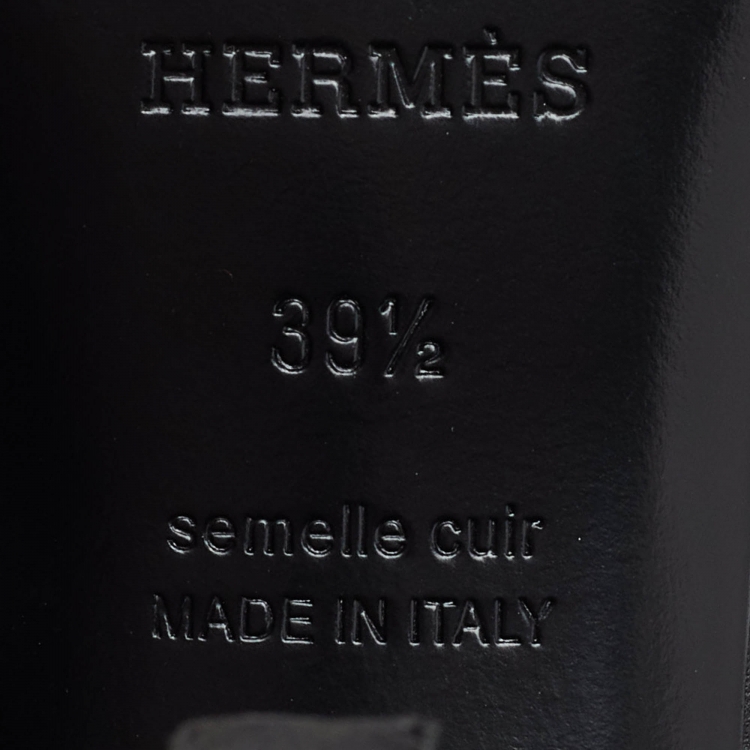 HERMÈS
39½
semelle cuir
MADE IN ITALY